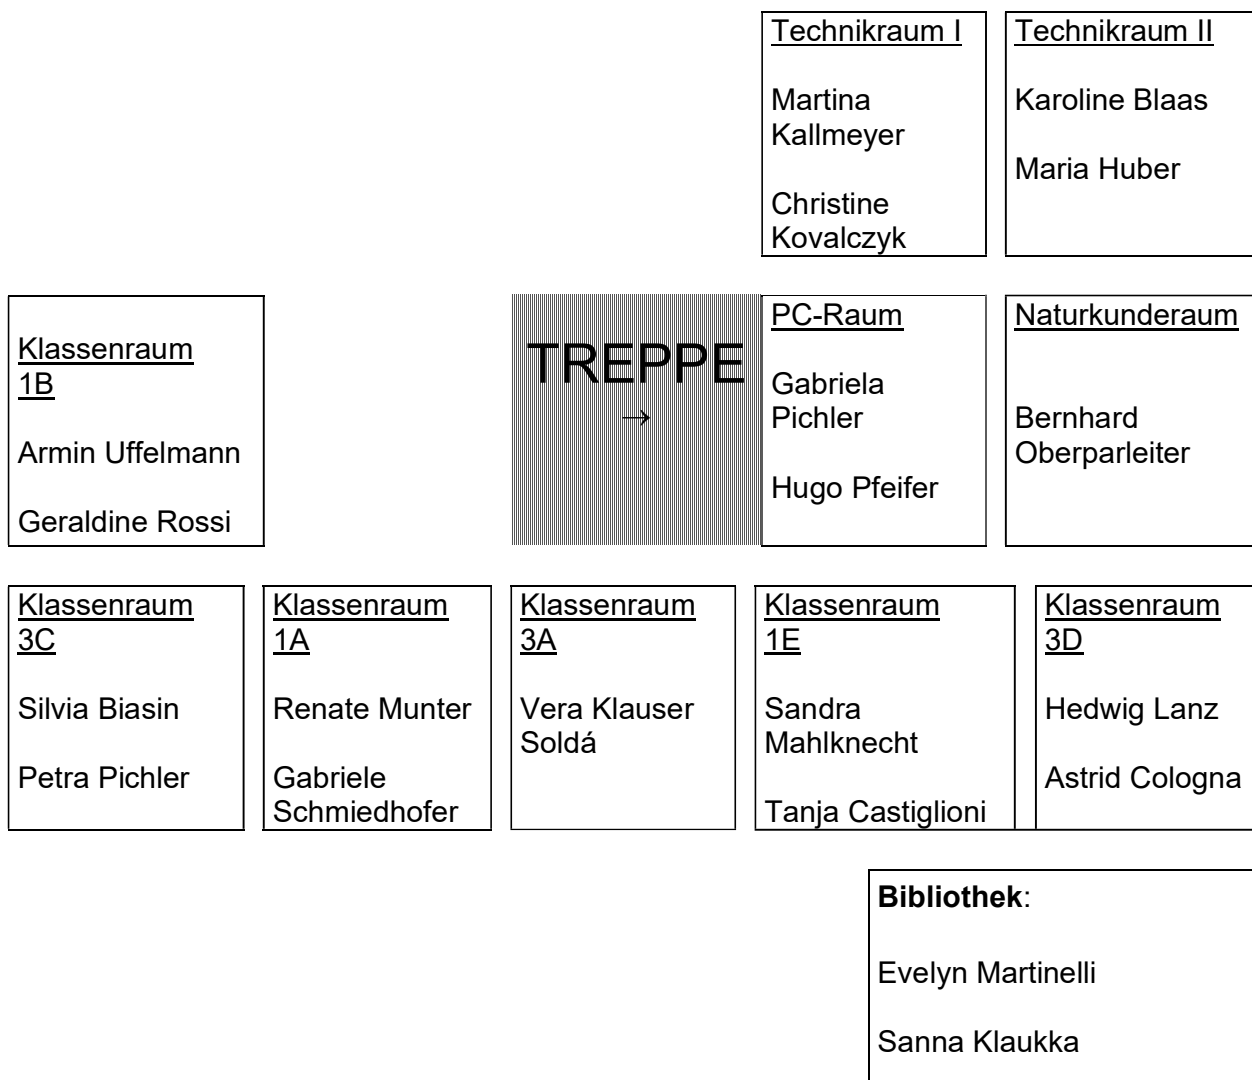 Technikraum I
Martina
Kallmeyer
Christine
Kovalczyk
Technikraum II
Karoline Blaas
Maria Huber
Klassenraum
1B
Armin Uffelmann
Geraldine Rossi
TREPPE
→
PC-Raum
Gabriela
Pichler
Hugo Pfeifer
Naturkunderaum
Bernhard
Oberparleiter
Klassenraum
3C
Silvia Biasin
Petra Pichler
Klassenraum
1A
Renate Munter
Gabriele
Schmiedhofer
Klassenraum
3A
Vera Klauser
Soldá
Klassenraum
1E
Sandra
Mahlknecht
Tanja Castiglioni
Klassenraum
3D
Hedwig Lanz
Astrid Cologna
Bibliothek:
Evelyn Martinelli
Sanna Klaukka